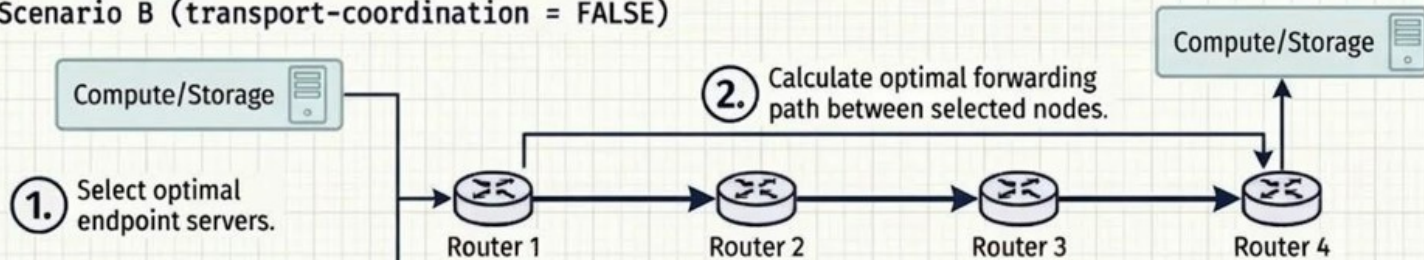 Scenario B (transport-coordination = FALSE)
Compute/Storage
Compute/Storage
2. Calculate optimal forwarding
path between selected nodes.
1. Select optimal
endpoint servers.
Router 1
Router 2
Router 3
Router 4